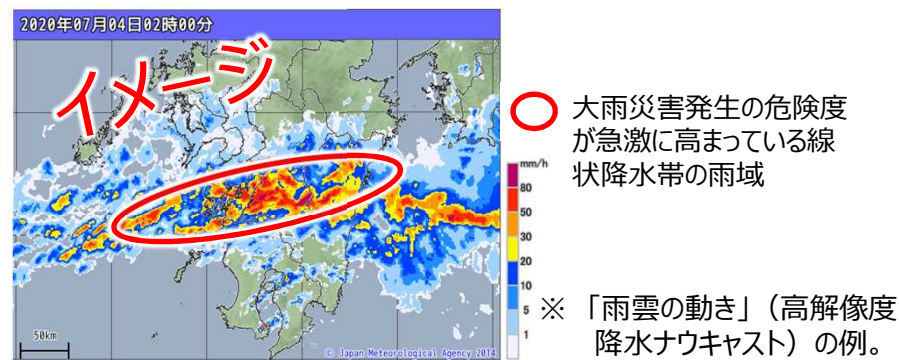 2020年07月04日02時00分
イメージ
大雨災害発生の危険度
が急激に高まっている線
状降水帯の雨域
mm/h
80
50
30
20
10
5
1
※ 「雨雲の動き」（高解像度
降水ナウキャスト）の例。
50km
© Japan Meteorological Agency 2014